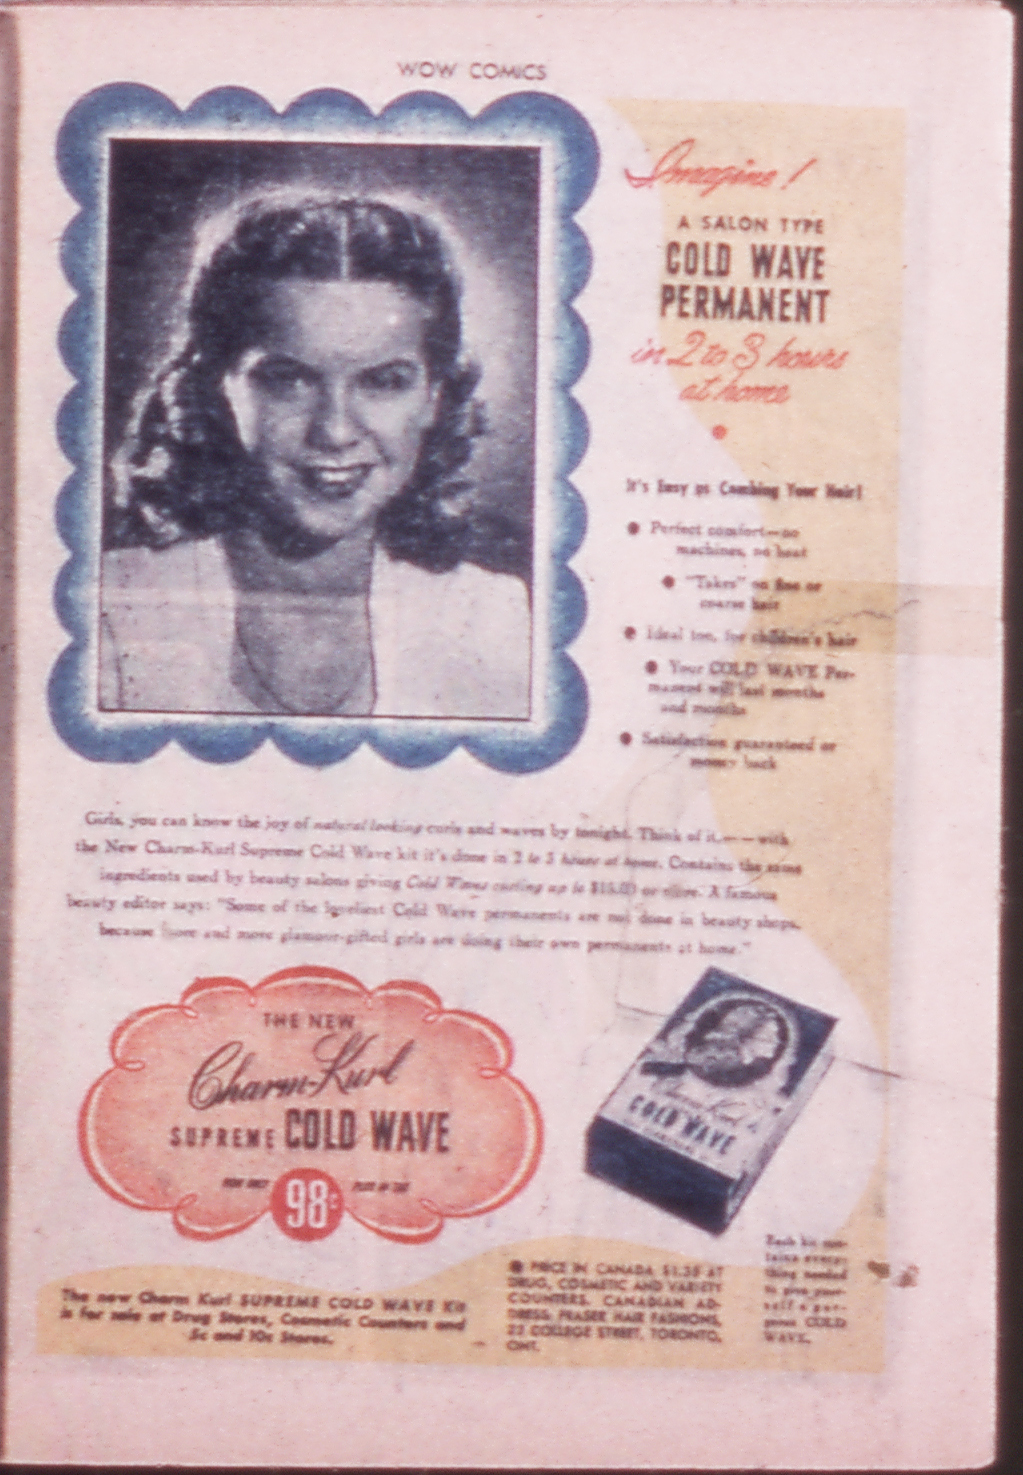 WOW COMICS
Imagine!
A SALON TYPE
COLD WAVE
PERMANENT
in 2 to 3 hours
at home
It's Easy as Combing Your Hair!
Perfect comfort—no
machines, no heat
"Takes" on fine or
coarse hair
Ideal too, for children's hair
Your COLD WAVE Per-
manent will last months
and months
Satisfaction guaranteed or
money back
Girls, you can know the joy of natural looking curls and waves by tonight. Think of it——with
the New Charm-Kurl Supreme Cold Wave kit it's done in 2 to 3 hours at home. Contains the same
ingredients used by beauty salons giving Cold Waves costing up to $15.00 or more. A famous
beauty editor says: "Some of the loveliest Cold Wave permanents are not done in beauty shops,
because more and more glamour-gifted girls are doing their own permanents at home."
THE NEW
Charm-Kurl
SUPREME COLD WAVE
98¢
PLUS
Charm-Kurl
COLD WAVE
The new Charm Kurl SUPREME COLD WAVE Kit
is for sale at Drug Stores, Cosmetic Counters and
5c and 10c Stores.
PRICE IN CANADA $1.35 AT
DRUG, COSMETIC AND VARIETY
COUNTERS. CANADIAN AD-
DRESS: FRASER HAIR FASHIONS,
22 COLLEGE STREET, TORONTO,
ONT.
Each kit con-
tains every-
thing needed
to give your-
self a per-
COLD
WAVE.